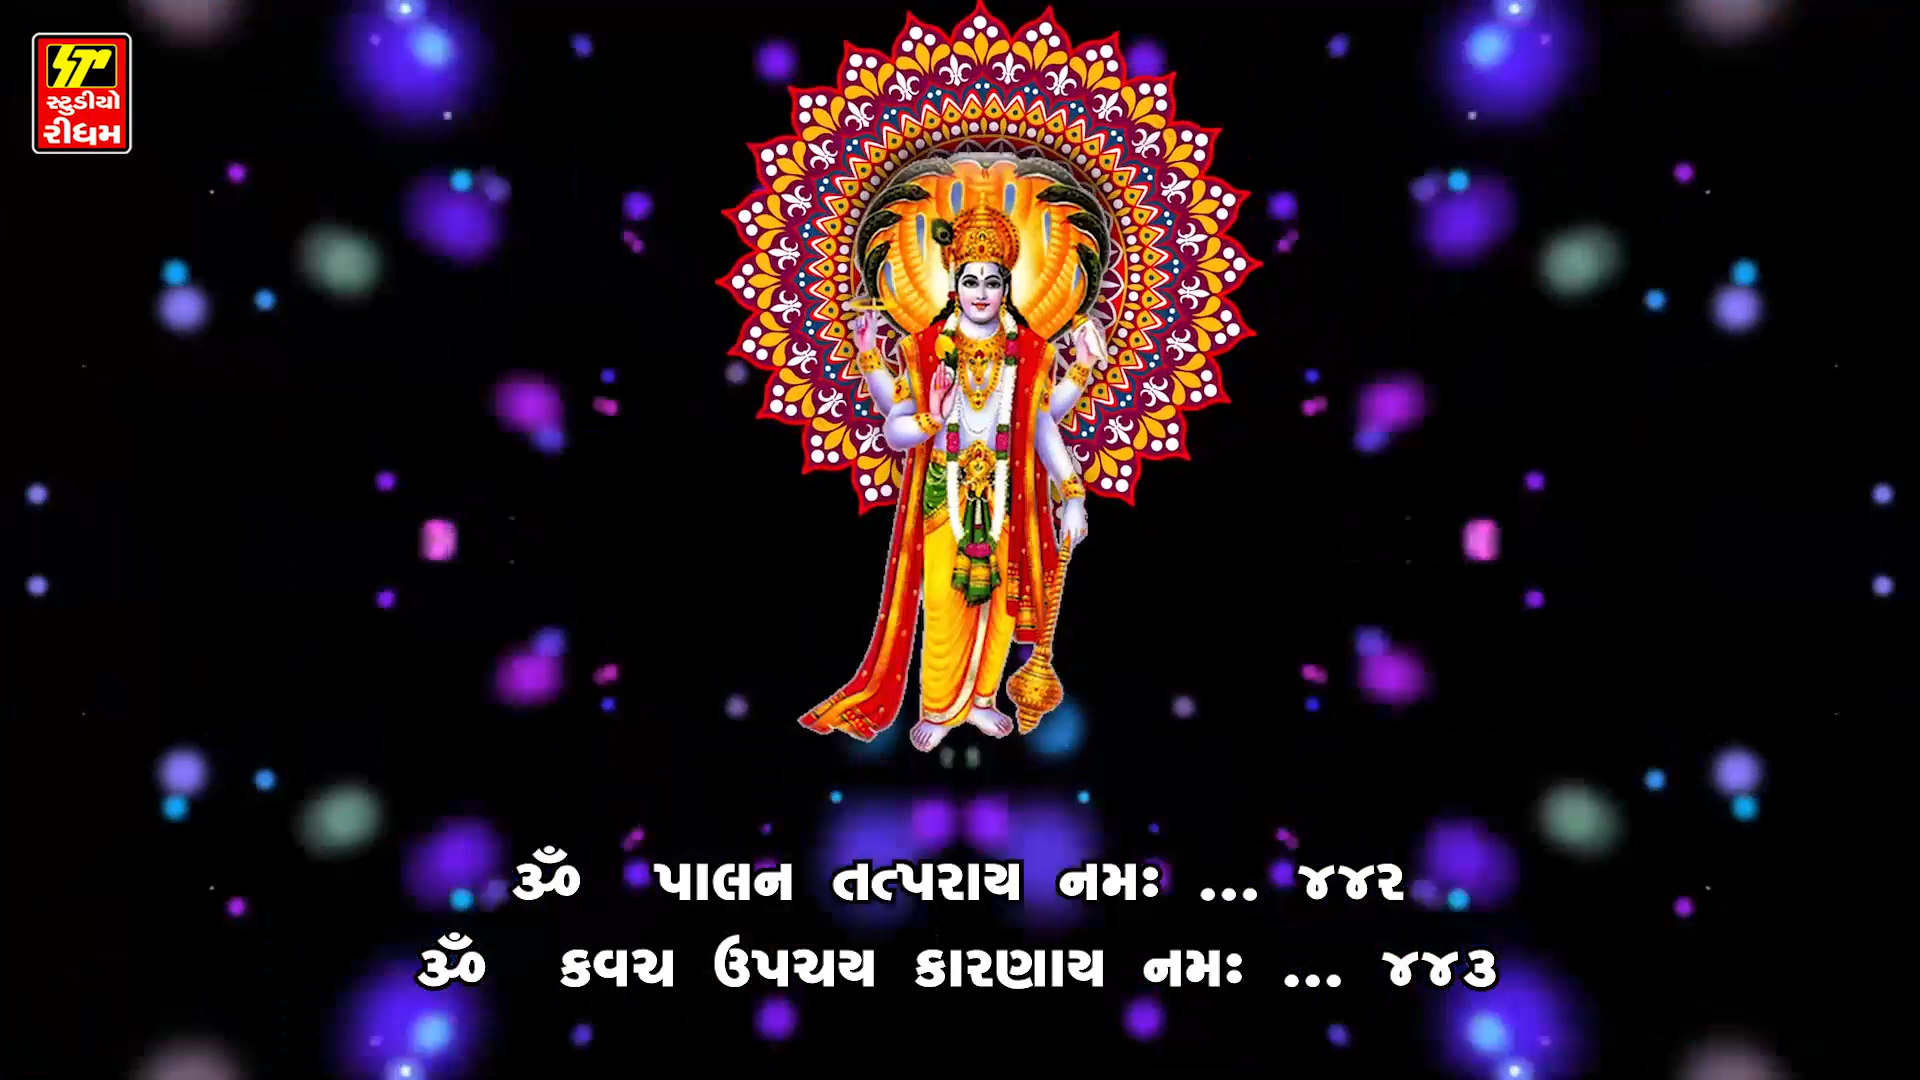 સ્ટુડીયો
રીધમ
ૐ પાલન તત્પરાય નમઃ ... ૪૪૨
ૐ કવચ ઉપચય કારણાય નમઃ ... ૪૪૩